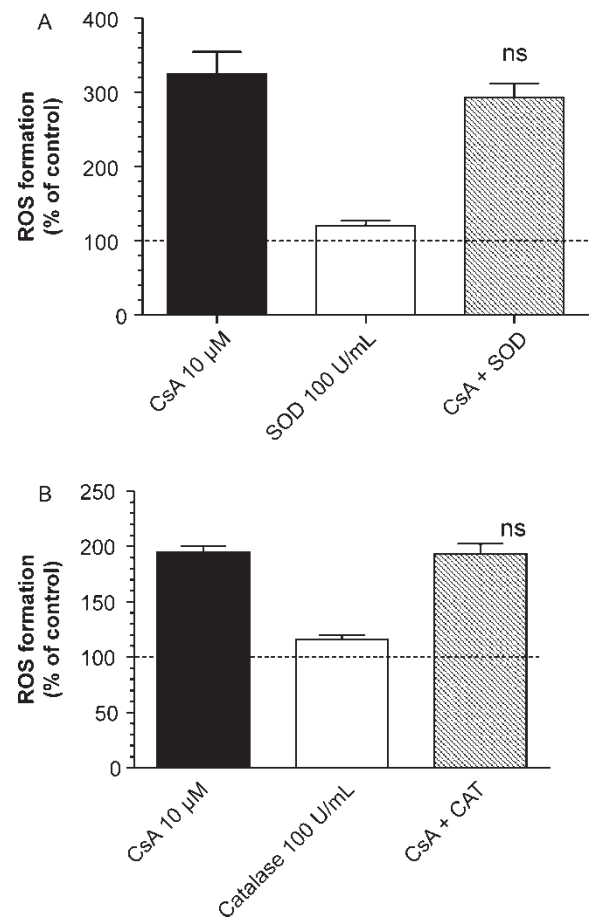 A
400
300
200
100
0
ROS formation
(% of control)
ns
CsA 10 µM
SOD 100 U/mL
CsA + SOD
B
250
200
150
100
50
0
ROS formation
(% of control)
ns
CsA 10 µM
Catalase 100 U/mL
CsA + CAT